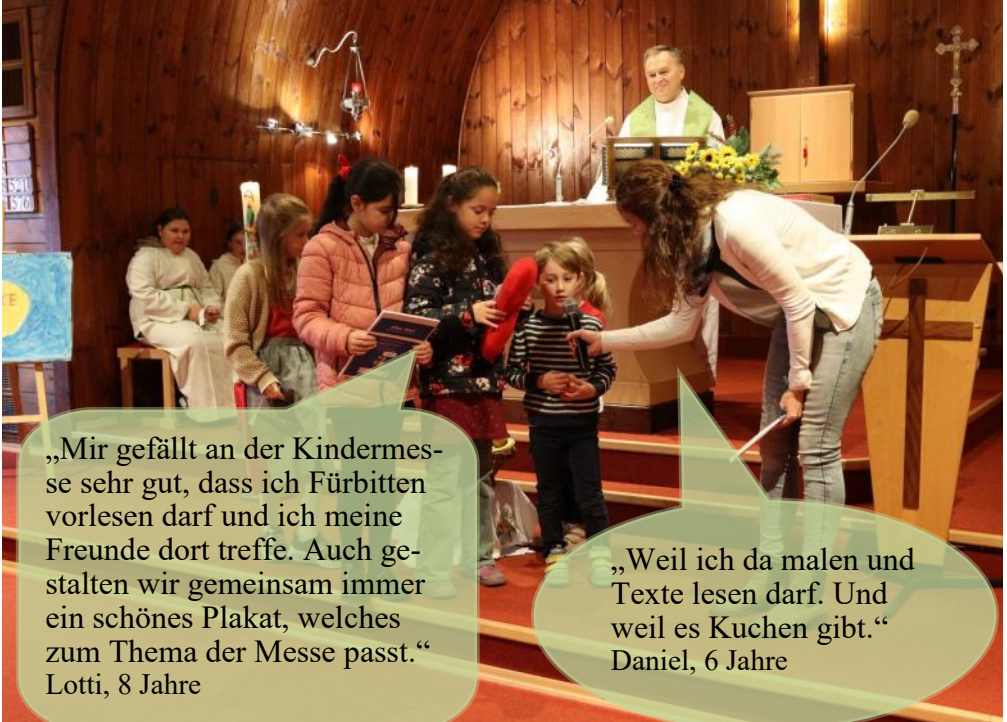 „Mir gefällt an der Kindermes-
se sehr gut, dass ich Fürbitten
vorlesen darf und ich meine
Freunde dort treffe. Auch ge-
stalten wir gemeinsam immer
ein schönes Plakat, welches
zum Thema der Messe passt.“
Lotti, 8 Jahre
„Weil ich da malen und
Texte lesen darf. Und
weil es Kuchen gibt.“
Daniel, 6 Jahre